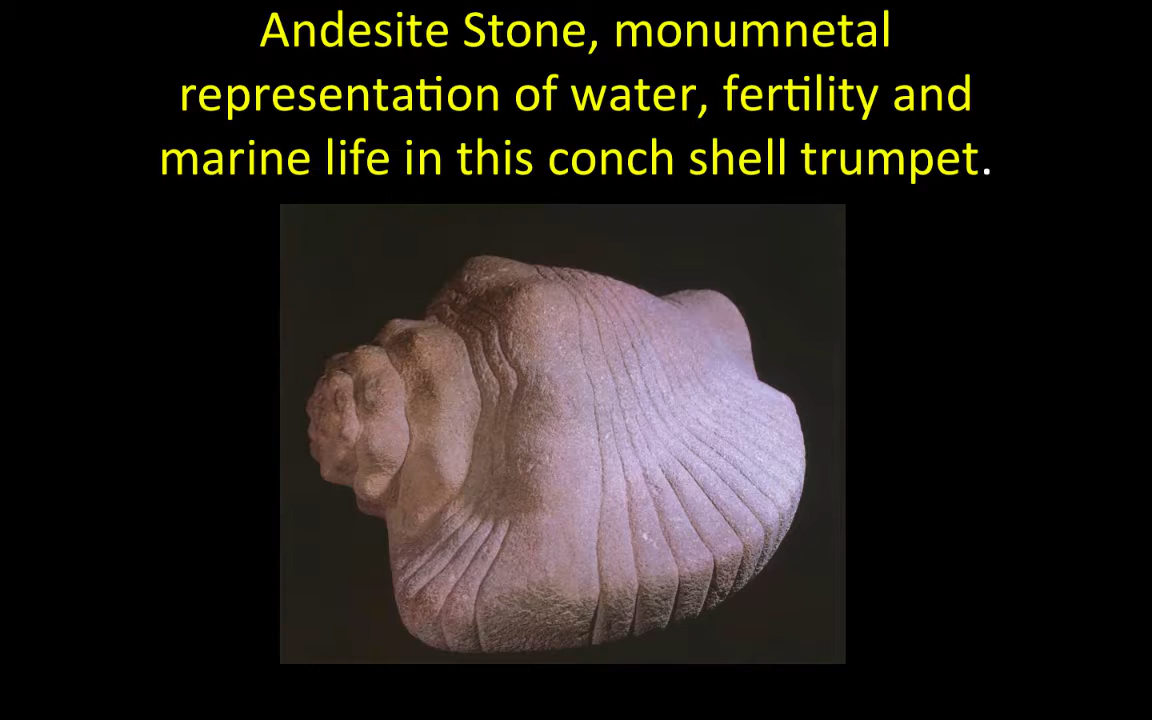 Andesite Stone, monumnetal
representation of water, fertility and
marine life in this conch shell trumpet.